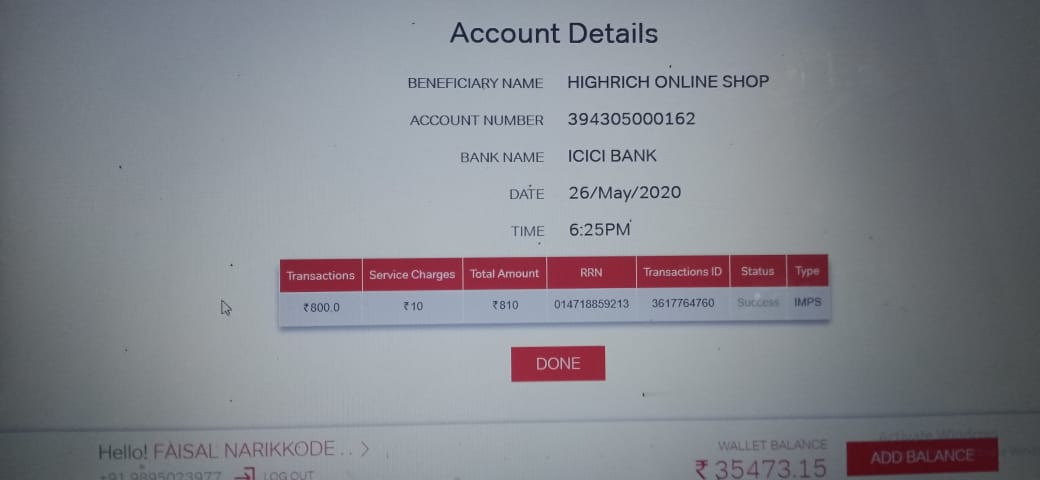 Account Details
BENEFICIARY NAME HIGHRICH ONLINE SHOP
ACCOUNT NUMBER 394305000162
BANK NAME ICICI BANK
DATE 26/May/2020
TIME 6:25PM
Transactions Service Charges Total Amount RRN Transactions ID Status Type
₹800.0 ₹10 ₹810 014718859213 3617764760 Success IMPS
DONE
Activate Windows
Hello! FAISAL NARIKKODE . . >
WALLET BALANCE
ADD BALANCE
+91 9895023977 LOG OUT
₹ 35473.15